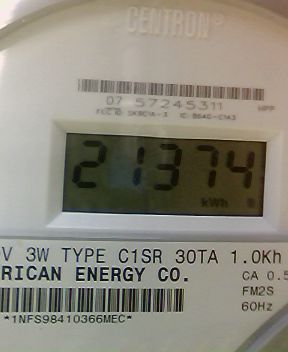 CENTRON®
07 57245311
21374
kWh
V 3W TYPE C1SR 30TA 1.0Kh
RICAN ENERGY CO.
CA 0.5
FM2S
60Hz
*1NFS98410366MEC*